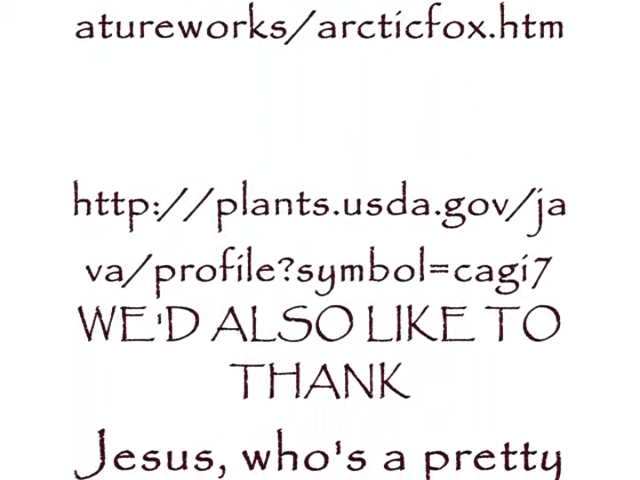 atureworks/arcticfox.htm
http://plants.usda.gov/ja
va/profile?symbol=cagi7
WE'D ALSO LIKE TO
THANK
Jesus, who's a pretty